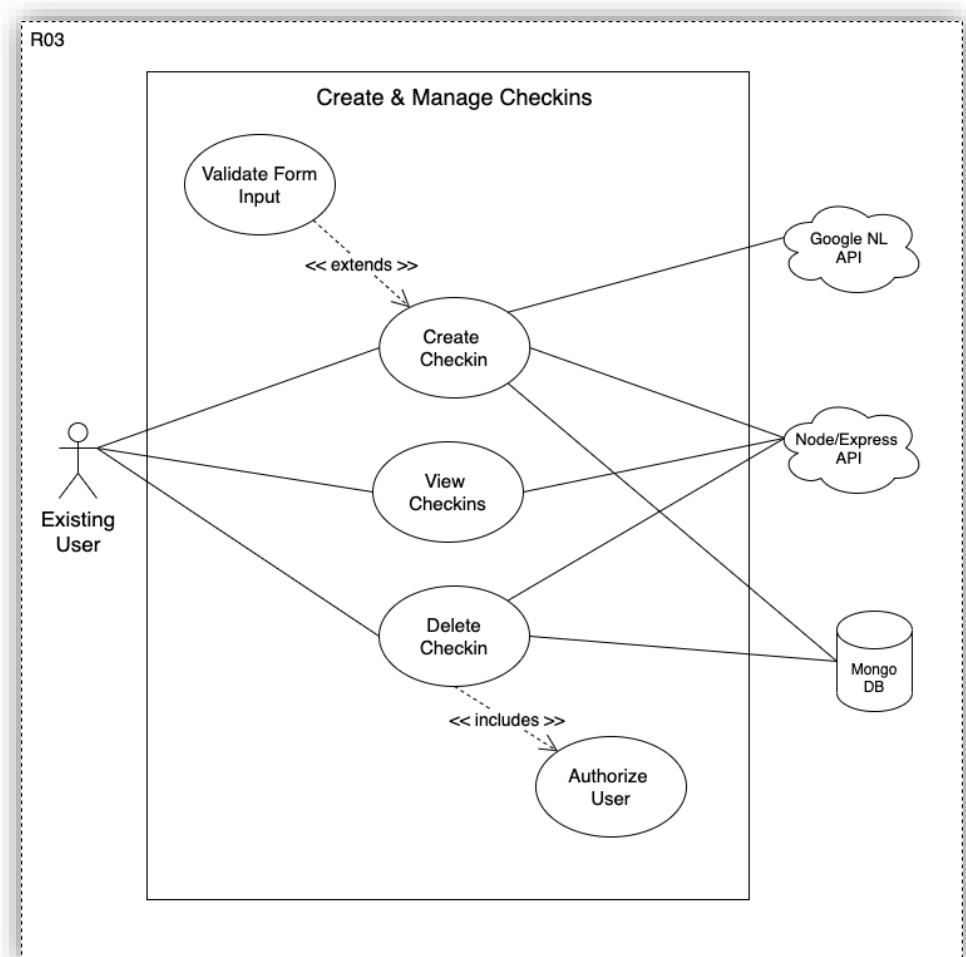 R03
Create & Manage Checkins
Validate Form
Input
<< extends >>
Google NL
API
Create
Checkin
Node/Express
API
View
Checkins
Existing
User
Delete
Checkin
Mongo
DB
<< includes >>
Authorize
User